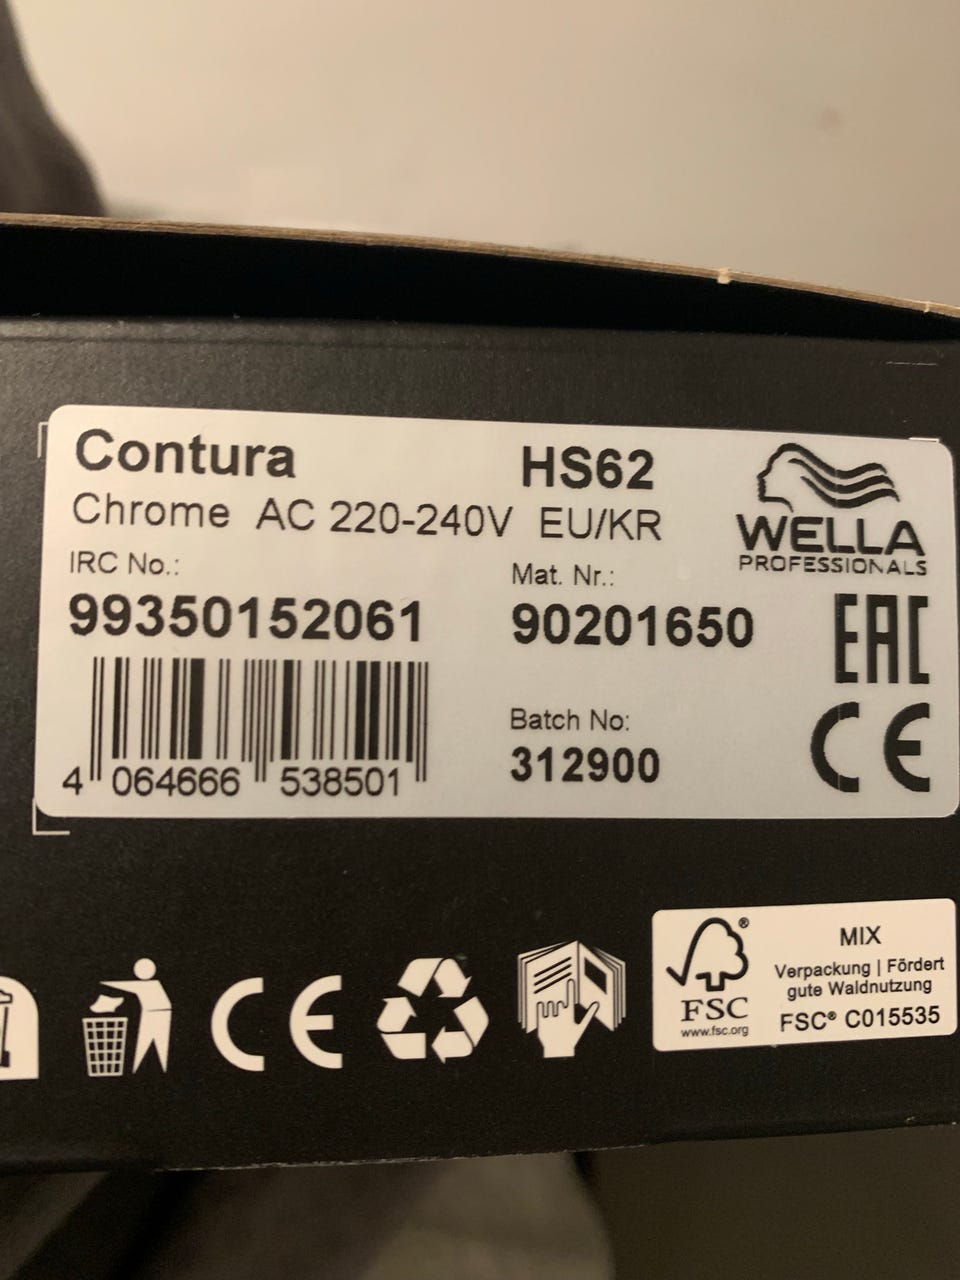 Contura HS62
Chrome AC 220-240V EU/KR
WELLA
PROFESSIONALS
IRC No.:
99350152061
Mat. Nr.:
90201650
EAC
Batch No:
312900
CE
4 064666 538501
CE
FSC®
www.fsc.org
MIX
Verpackung | Fördert
gute Waldnutzung
FSC® C015535